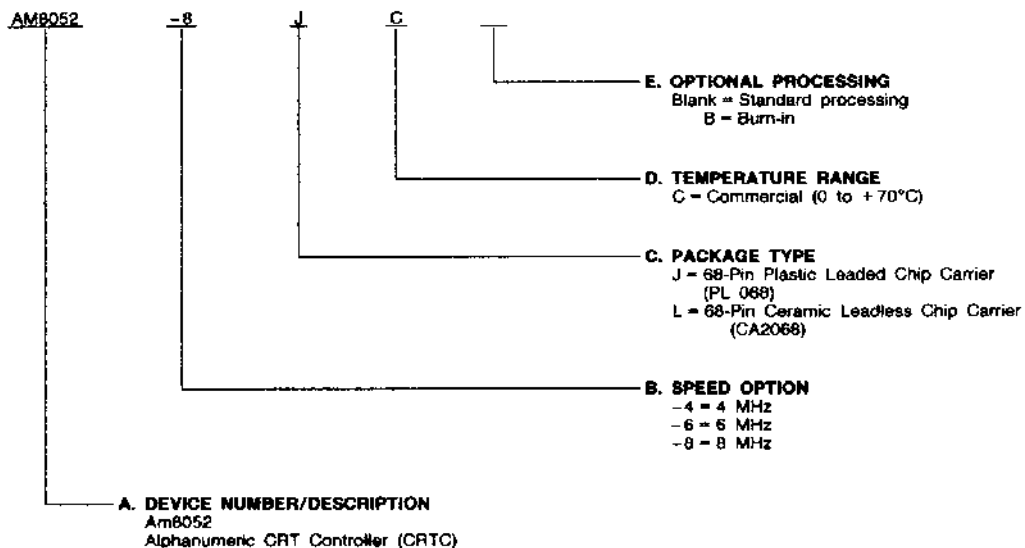 AM8052 -8 J C
E. OPTIONAL PROCESSING
Blank = Standard processing
B = Burn-in
D. TEMPERATURE RANGE
C = Commercial (0 to +70°C)
C. PACKAGE TYPE
J = 68-Pin Plastic Leaded Chip Carrier
(PL 068)
L = 68-Pin Ceramic Leadless Chip Carrier
(CA2068)
B. SPEED OPTION
-4 = 4 MHz
-6 = 6 MHz
-8 = 8 MHz
A. DEVICE NUMBER/DESCRIPTION
Am8052
Alphanumeric CRT Controller (CRTC)